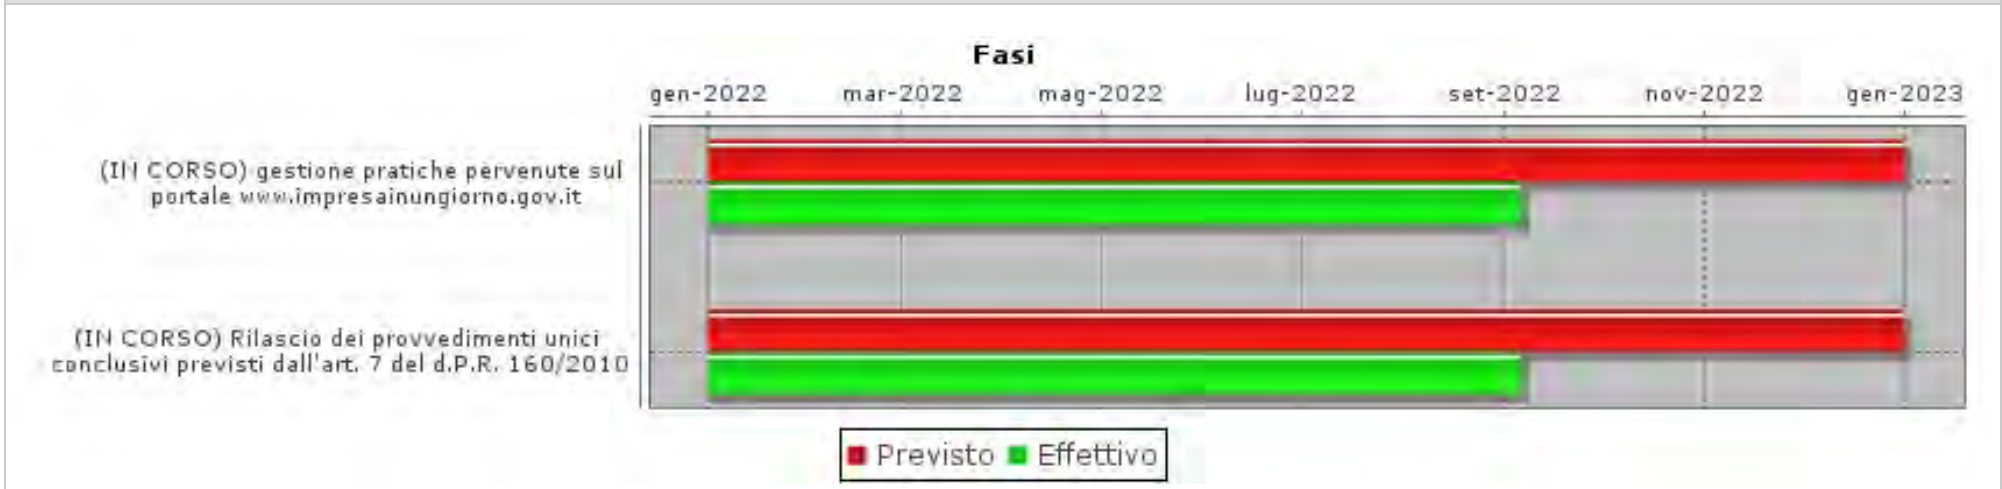 Fasi
gen-2022 mar-2022 mag-2022 lug-2022 set-2022 nov-2022 gen-2023
(IN CORSO) gestione pratiche pervenute sul
portale www.impresainungiorno.gov.it
(IN CORSO) Rilascio dei provvedimenti unici
conclusivi previsti dall'art. 7 del d.P.R. 160/2010
Previsto Effettivo